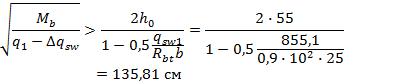 √(M_b / (q_1 − Δq_sw)) > 2h_0 / (1 − 0,5 q_sw1 / (R_bt b)) = 2 · 55 / (1 − 0,5 855,1 / (0,9 · 10² · 25))
= 135,81 см